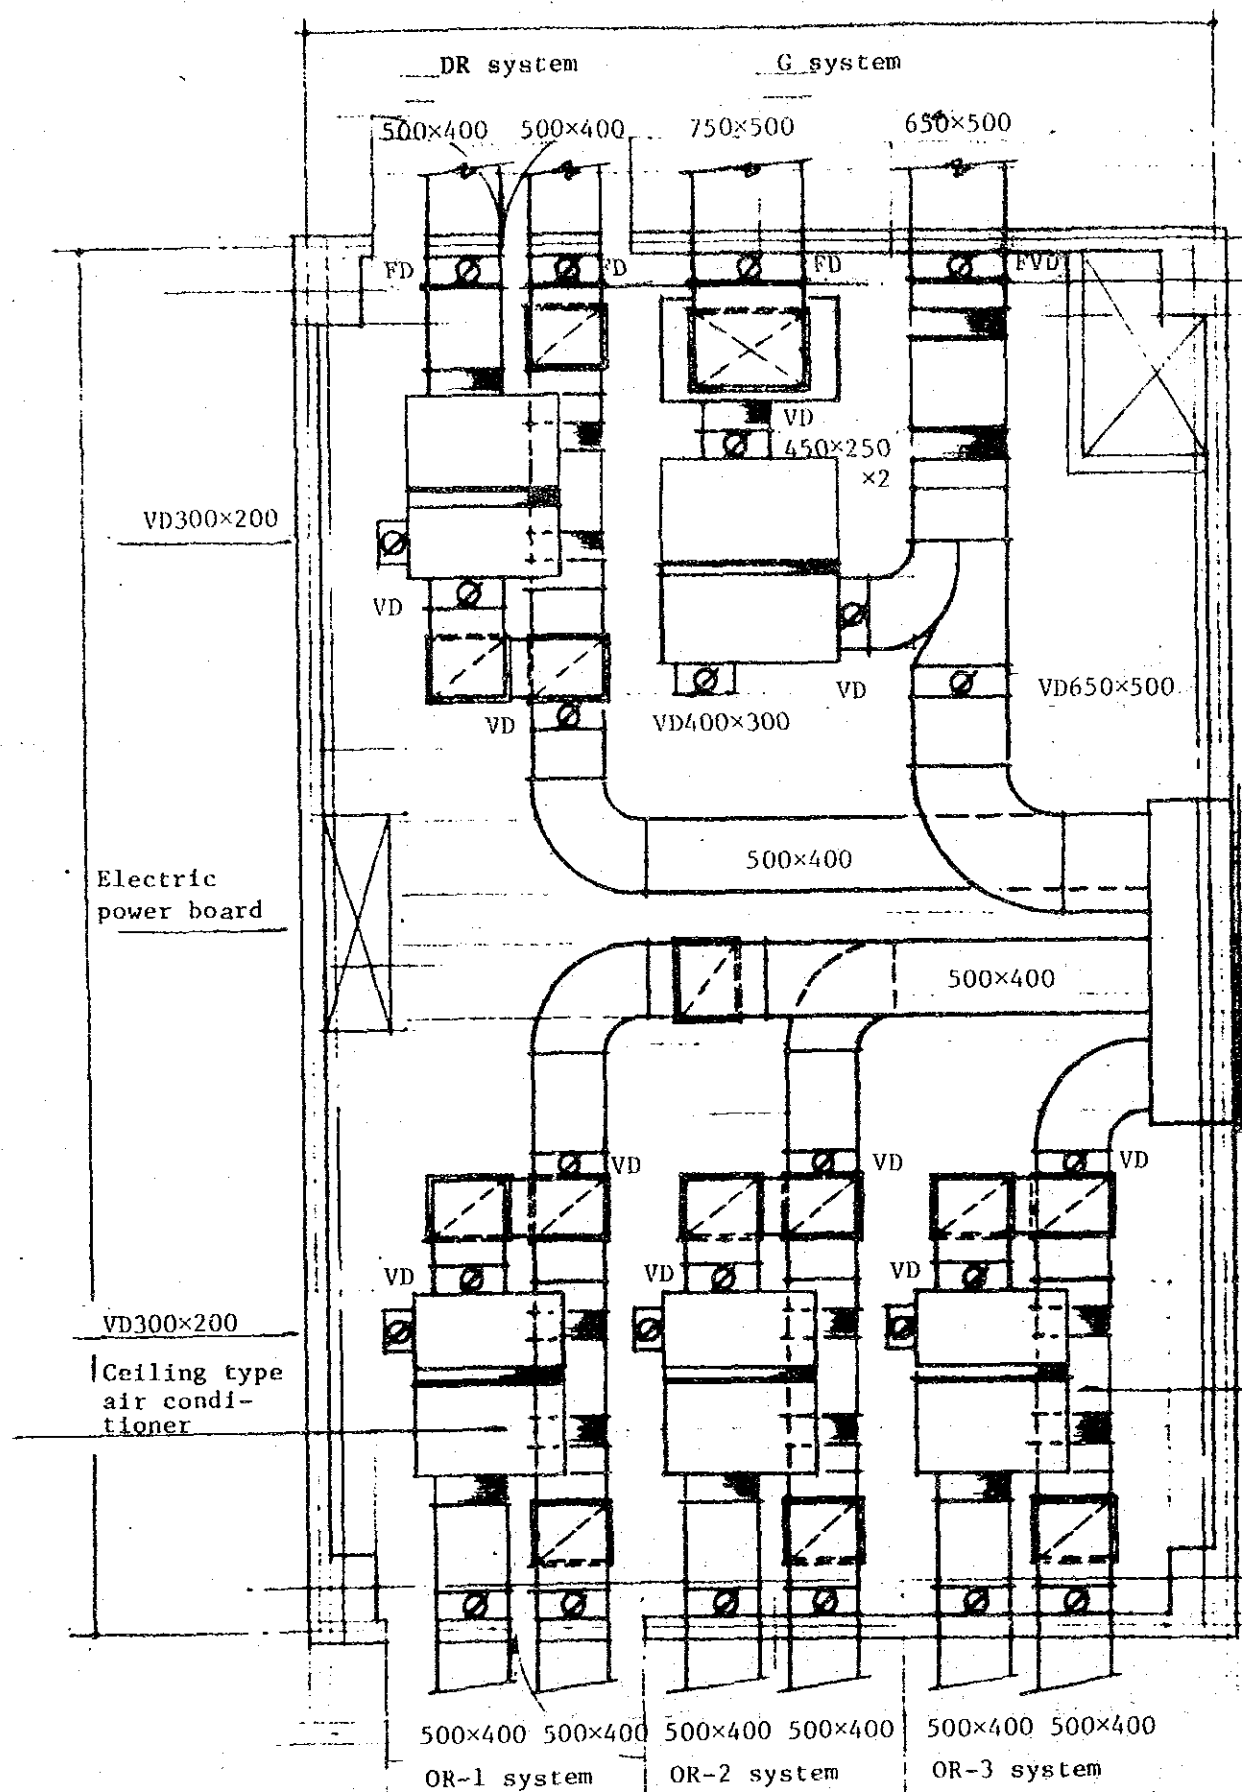 DR system
G system
500×400
500×400
750×500
650×500
FD
FD
FD
FVD
VD
450×250
×2
VD300×200
VD
VD
VD400×300
VD
VD650×500
500×400
Electric
power board
500×400
VD
VD
VD
VD
VD
VD
VD300×200
Ceiling type
air condi-
tioner
500×400
500×400
500×400
500×400
500×400
500×400
OR-1 system
OR-2 system
OR-3 system